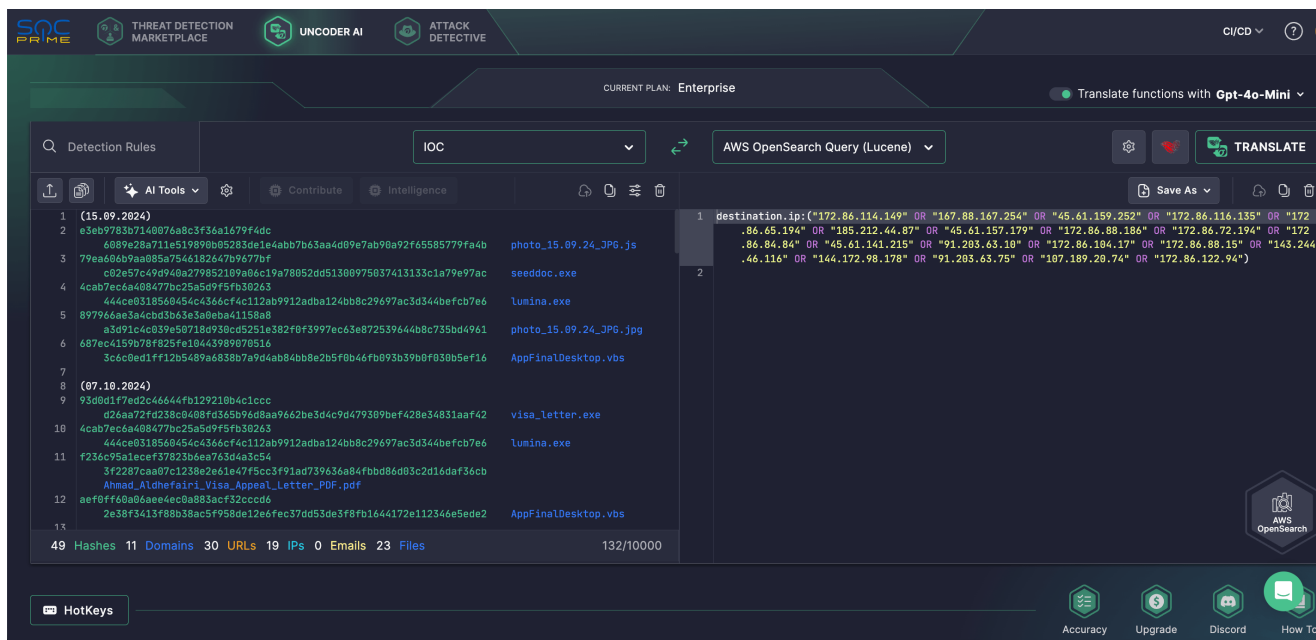 SOC PRIME
THREAT DETECTION MARKETPLACE
UNCODER AI
ATTACK DETECTIVE
CI/CD
?
CURRENT PLAN: Enterprise
Translate functions with Gpt-4o-Mini
Detection Rules
IOC
AWS OpenSearch Query (Lucene)
TRANSLATE
AI Tools
Contribute
Intelligence
Save As
1 (15.09.2024)
2 e3eb9783b7140076a8c3f36a1679f4dc
6089e28a711e519890b05283de1e4abb7b63aa4d09e7ab90a92f65585779fa4b photo_15.09.24_JPG.js
3 79ea606b9aa085a7546182647b9677bf
c02e57c49d940a279852109a06c19a78052dd51300975037413133c1a79e97ac seeddoc.exe
4 4cab7ec6a408477bc25a5d9f5fb30263
444ce0318560454c4366cf4c112ab9912adba124bb8c29697ac3d344befcb7e6 lumina.exe
5 897966ae3a4cbd3b63e3a0eba41158a8
a3d91c4c039e50718d930cd5251e382f0f3997ec63e872539644b8c735bd4961 photo_15.09.24_JPG.jpg
6 687ec4159b78f825fe10443989070516
3c6c0ed1ff12b5489a6838b7a9d4ab84bb8e2b5f0b46fb093b39b0f030b5ef16 AppFinalDesktop.vbs
7
8 (07.10.2024)
9 93d0d1f7ed2c46644fb129210b4c1ccc
d26aa72fd238c0408fd365b96d8aa9662be3d4c9d479309bef428e34831aaf42 visa_letter.exe
10 4cab7ec6a408477bc25a5d9f5fb30263
444ce0318560454c4366cf4c112ab9912adba124bb8c29697ac3d344befcb7e6 lumina.exe
11 f236c95a1ecef37823b6ea763d4a3c54
3f2287caa07c1238e2e61e47f5cc3f91ad739636a84fbbd86d03c2d16daf36cb
Ahmad_Aldhefairi_Visa_Appeal_Letter_PDF.pdf
12 aef0ff60a06aee4ec0a883acf32cccd6
2e38f3413f88b38ac5f958de12e6fec37dd53de3f8fb1644172e112346e5ede2 AppFinalDesktop.vbs
13
1 destination.ip:("172.86.114.149" OR "167.88.167.254" OR "45.61.159.252" OR "172.86.116.135" OR "172
.86.65.194" OR "185.212.44.87" OR "45.61.157.179" OR "172.86.88.186" OR "172.86.72.194" OR "172
.86.84.84" OR "45.61.141.215" OR "91.203.63.10" OR "172.86.104.17" OR "172.86.88.15" OR "143.244
.46.116" OR "144.172.98.178" OR "91.203.63.75" OR "107.189.20.74" OR "172.86.122.94")
2
AWS OpenSearch
49 Hashes 11 Domains 30 URLs 19 IPs 0 Emails 23 Files
132/10000
HotKeys
Accuracy
Upgrade
Discord
How To